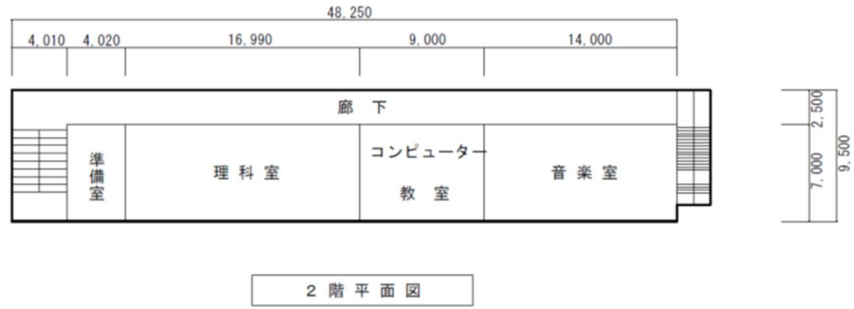 48,250
4,010
4,020
16,990
9,000
14,000
廊下
2,500
9,500
7,000
準備室
理科室
コンピューター
教室
音楽室
2階平面図